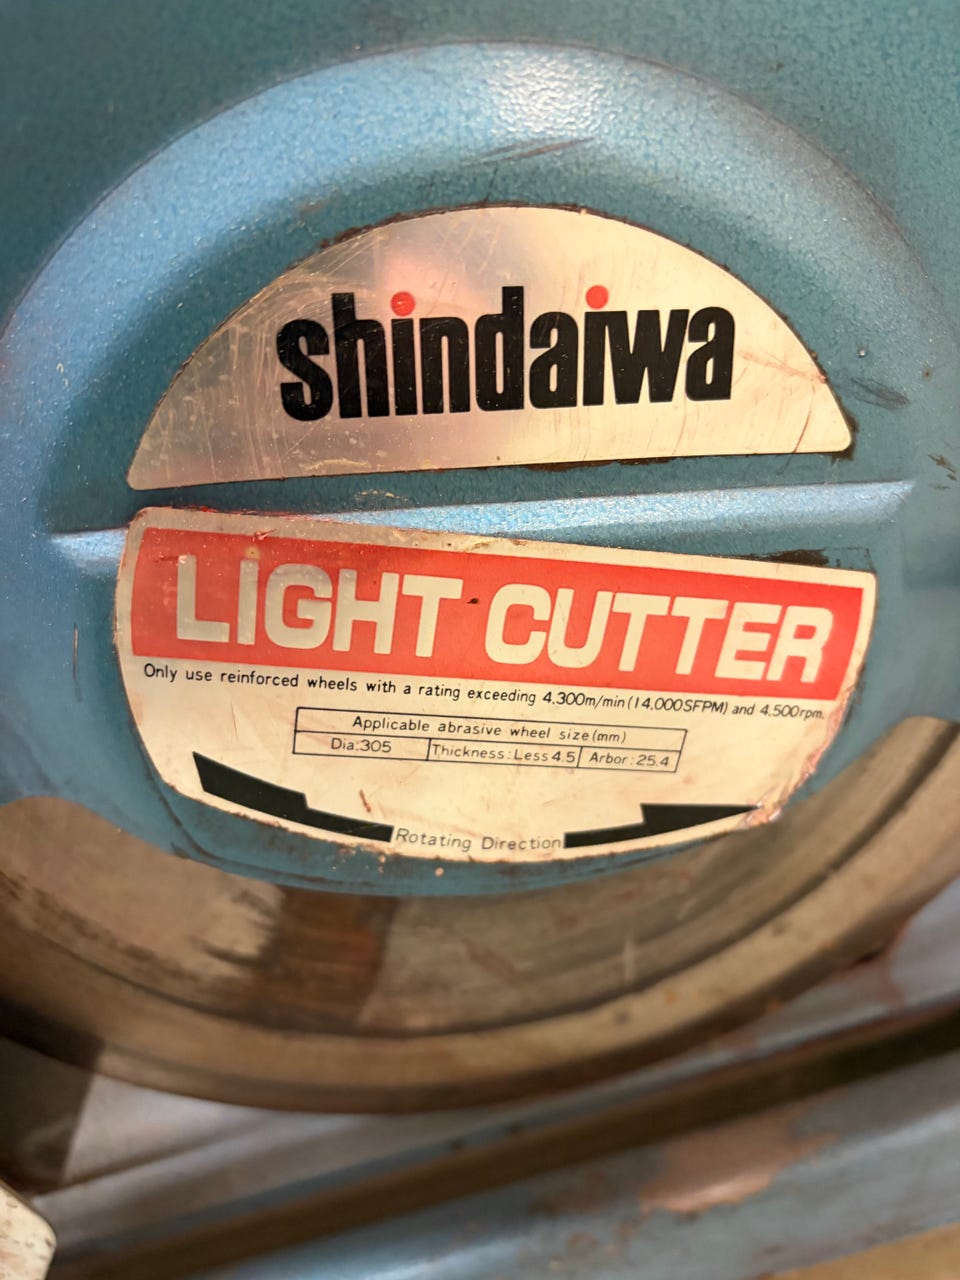 shindaiwa
LIGHT CUTTER
Only use reinforced wheels with a rating exceeding 4.300m/min(14.000SFPM) and 4.500rpm.
Applicable abrasive wheel size(mm)
Dia:305 Thickness:Less 4.5 Arbor:25.4
Rotating Direction